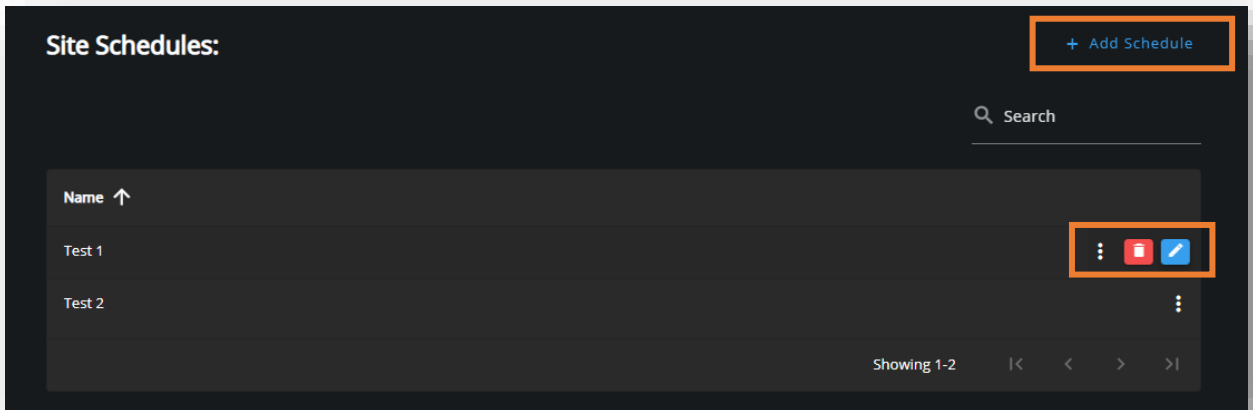 Site Schedules:
+ Add Schedule
Search
Name
Test 1
Test 2
Showing 1-2